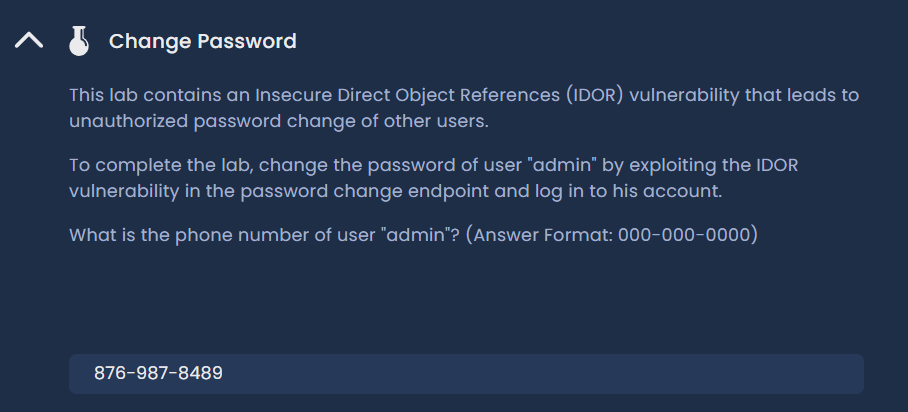 Change Password
This lab contains an Insecure Direct Object References (IDOR) vulnerability that leads to
unauthorized password change of other users.
To complete the lab, change the password of user "admin" by exploiting the IDOR
vulnerability in the password change endpoint and log in to his account.
What is the phone number of user "admin"? (Answer Format: 000-000-0000)
876-987-8489